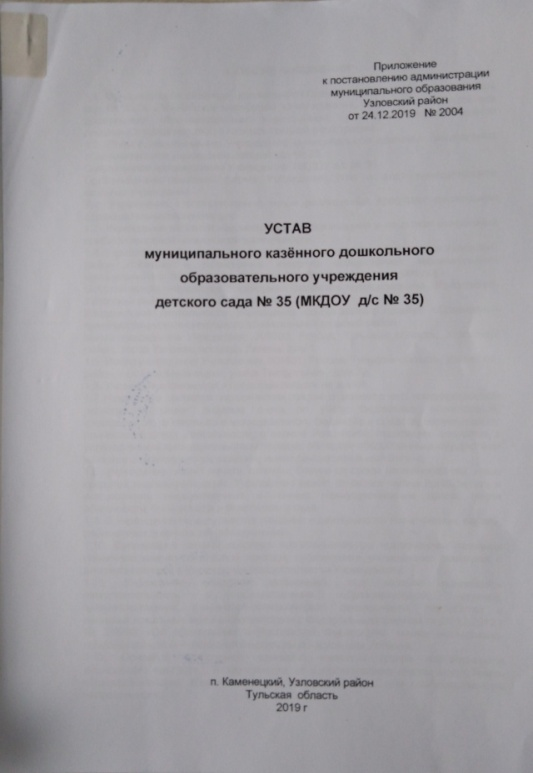 Приложение
к постановлению администрации
муниципального образования
Узловский район
от 24.12.2019 № 2004
УСТАВ
муниципального казённого дошкольного
образовательного учреждения
детского сада № 35 (МКДОУ д/с № 35)
п. Каменецкий, Узловский район
Тульская область
2019 г